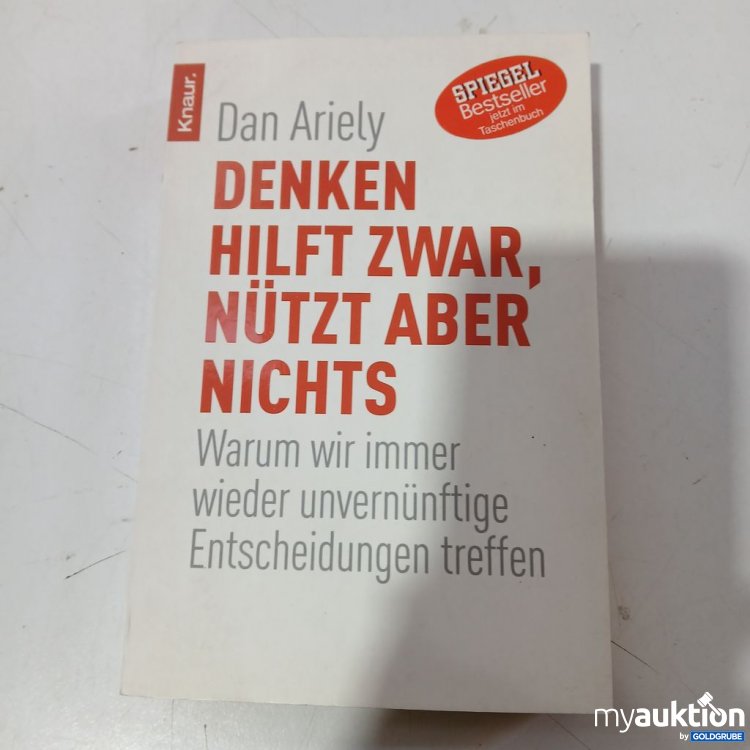 Knaur.
SPIEGEL
Bestseller
jetzt im
Taschenbuch
Dan Ariely
DENKEN
HILFT ZWAR,
NÜTZT ABER
NICHTS
Warum wir immer
wieder unvernünftige
Entscheidungen treffen
myauktion
by GOLDGRUBE